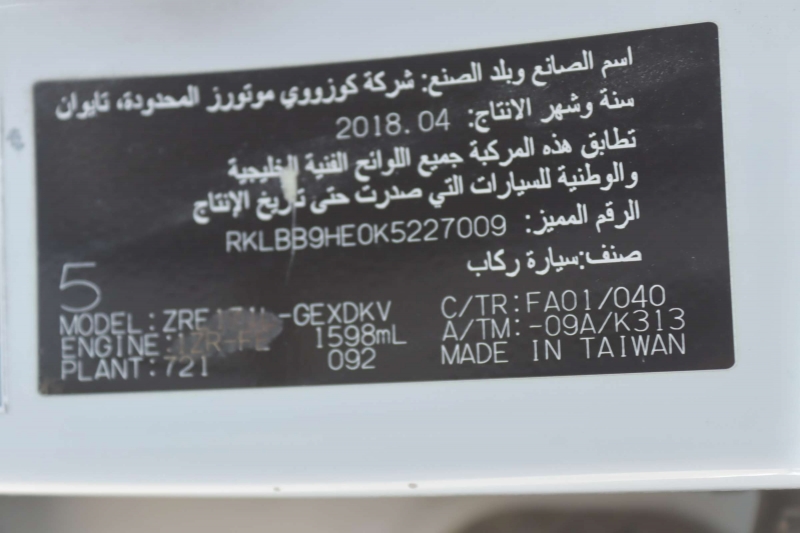 اسم الصانع وبلد الصنع: شركة كوزووي موتورز المحدودة، تايوان
سنة وشهر الانتاج: 2018.04
تطابق هذه المركبة جميع اللوائح الفنية الخليجية
والوطنية للسيارات التي صدرت حتى تاريخ الإنتاج
الرقم المميز: RKLBB9HE0K5227009
صنف:سيارة ركاب
5
MODEL: -GEXDKV C/TR:FA01/040
ENGINE: 1598mL A/TM:-09A/K313
PLANT:721 092 MADE IN TAIWAN